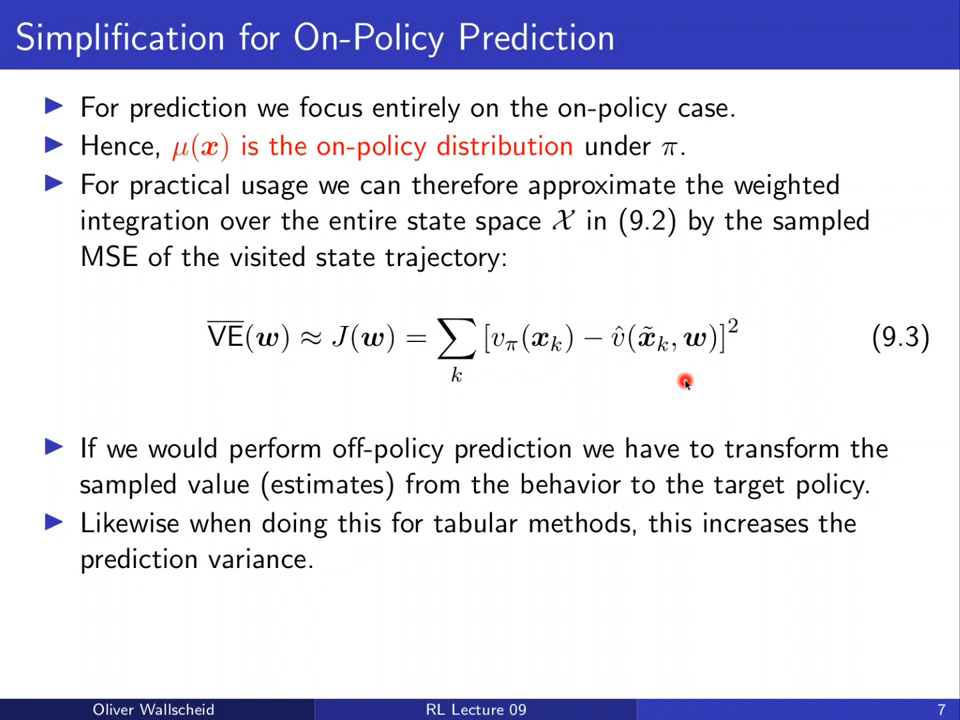 Simplification for On-Policy Prediction
▶ For prediction we focus entirely on the on-policy case.
▶ Hence, μ(𝒙) is the on-policy distribution under π.
▶ For practical usage we can therefore approximate the weighted
integration over the entire state space 𝒳 in (9.2) by the sampled
MSE of the visited state trajectory:
V̅E̅(𝒘) ≈ J(𝒘) = ∑ₖ [v_π(𝒙ₖ) − v̂(𝒙̃ₖ, 𝒘)]² (9.3)
▶ If we would perform off-policy prediction we have to transform the
sampled value (estimates) from the behavior to the target policy.
▶ Likewise when doing this for tabular methods, this increases the
prediction variance.
Oliver Wallscheid RL Lecture 09 7